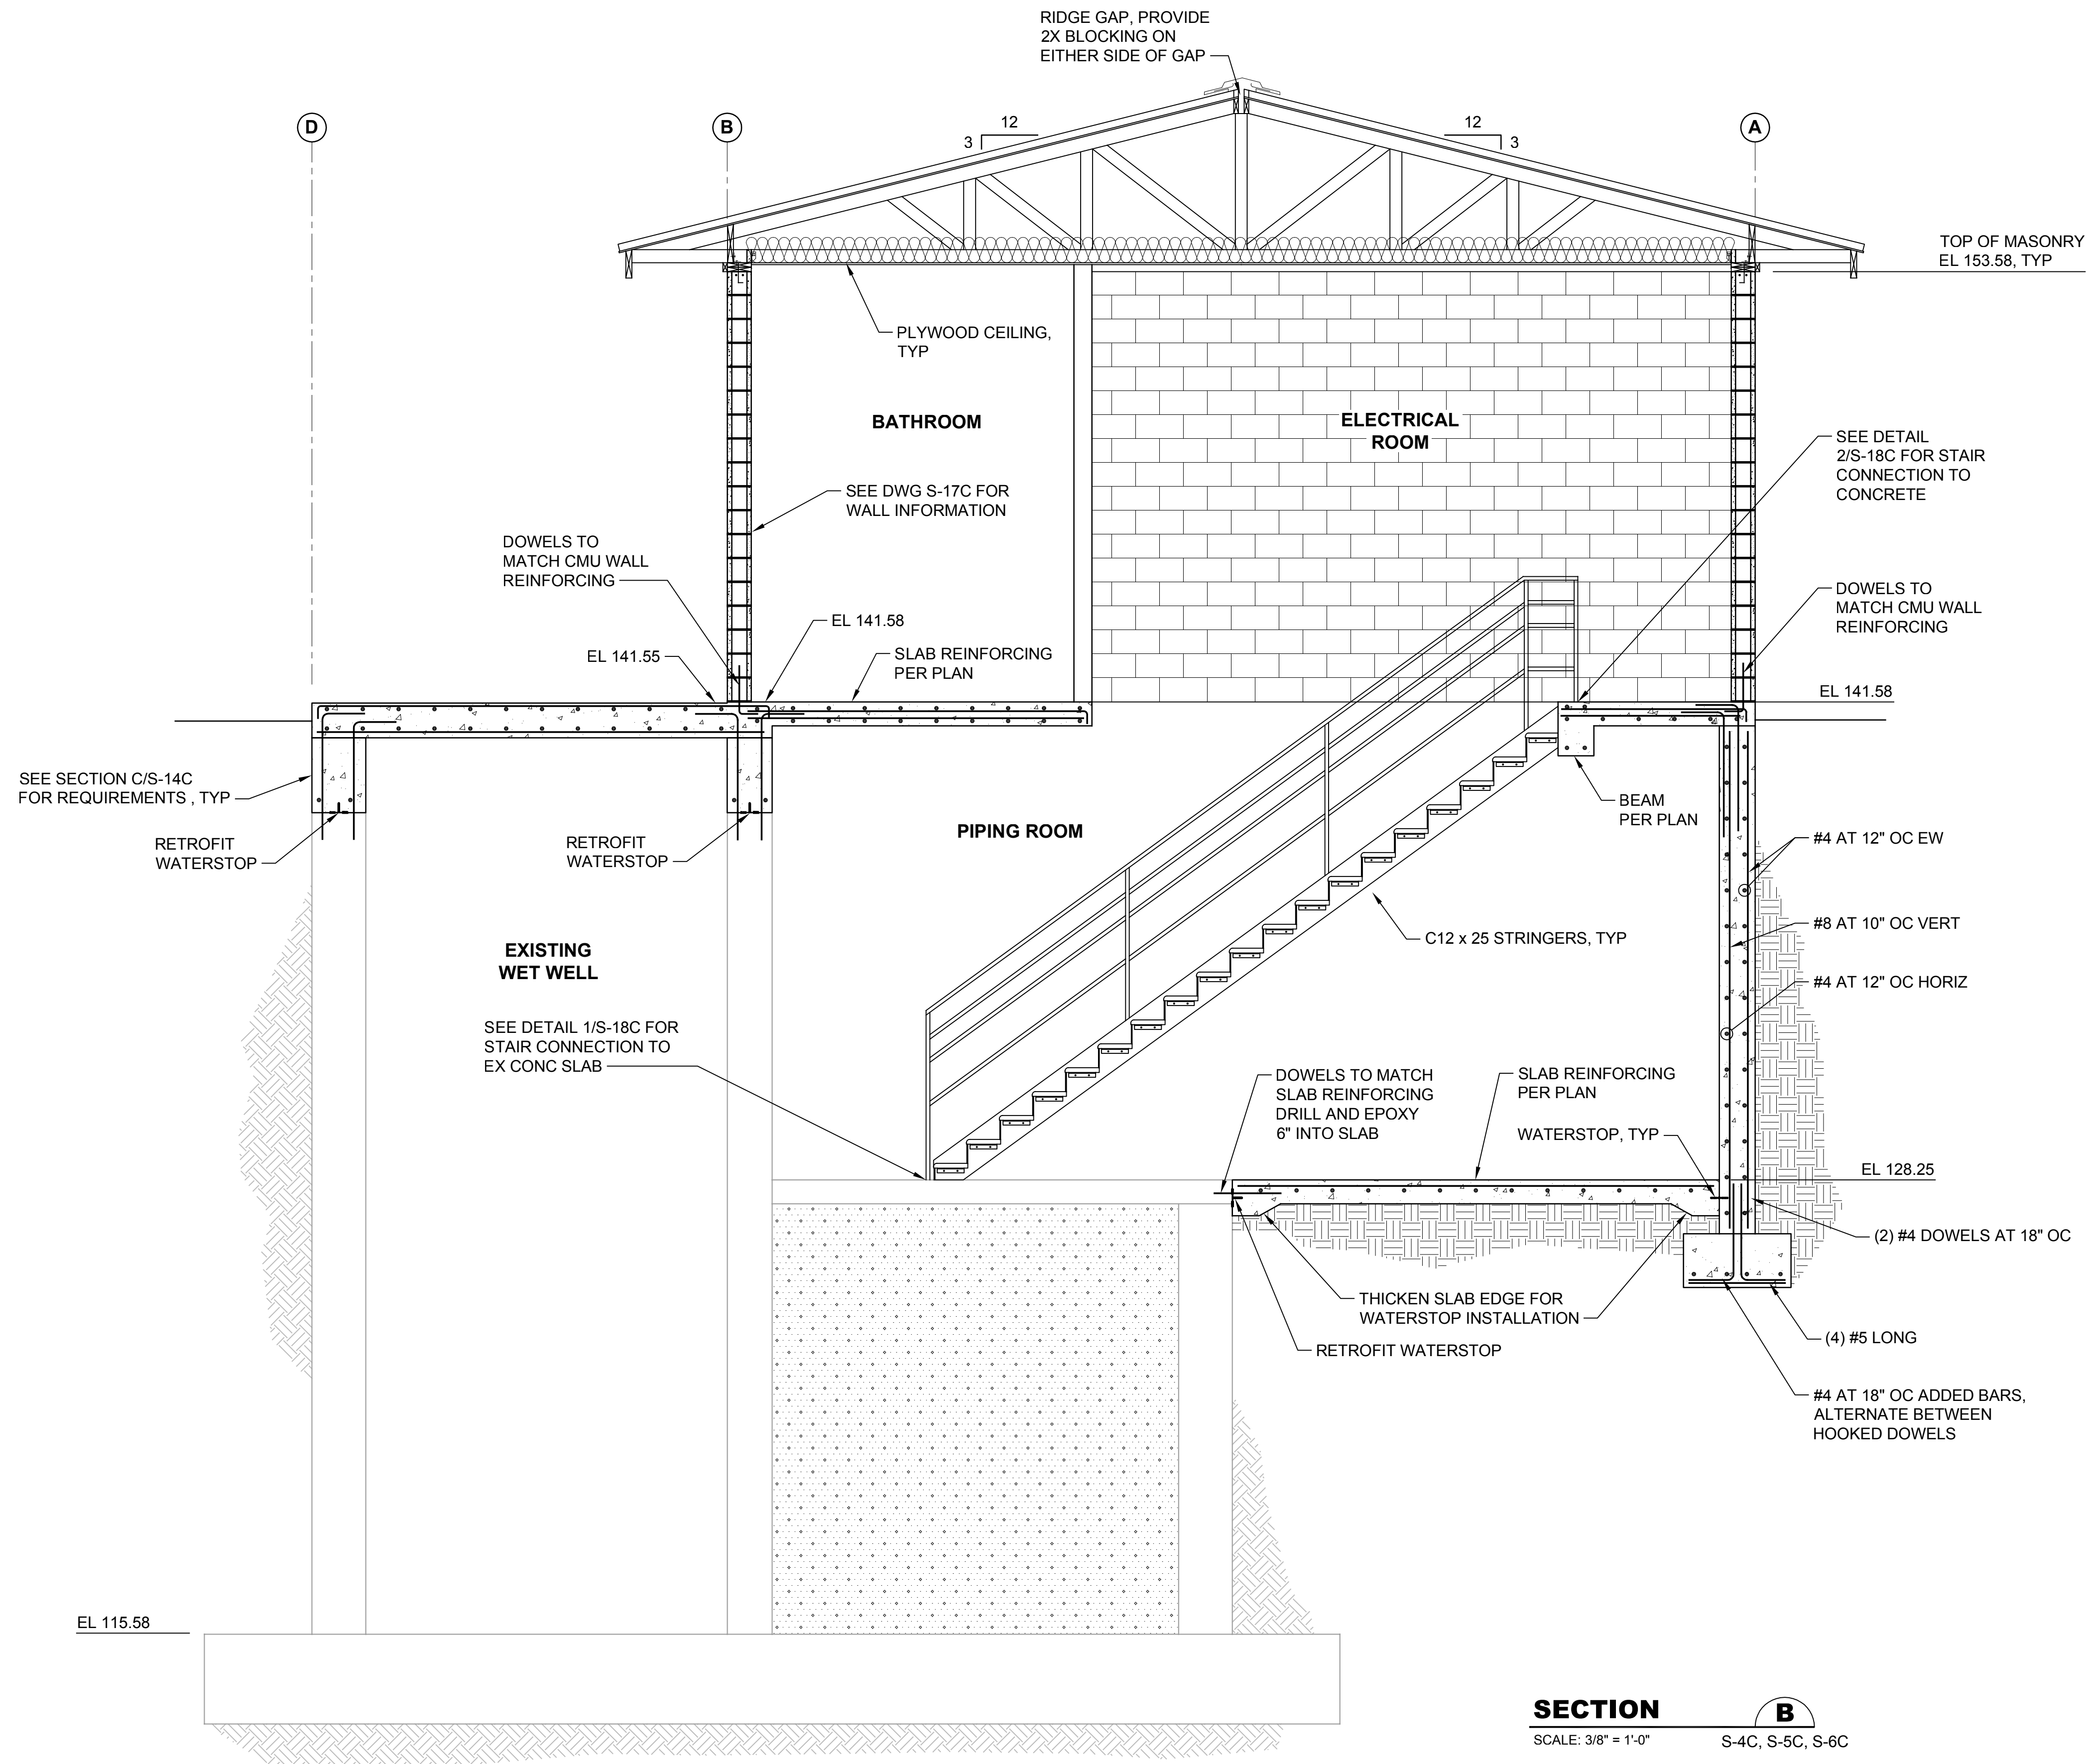 RIDGE GAP, PROVIDE
2X BLOCKING ON
EITHER SIDE OF GAP
D
B
A
12
3
12
3
TOP OF MASONRY
EL 153.58, TYP
PLYWOOD CEILING,
TYP
BATHROOM
ELECTRICAL
ROOM
SEE DETAIL
2/S-18C FOR STAIR
CONNECTION TO
CONCRETE
SEE DWG S-17C FOR
WALL INFORMATION
DOWELS TO
MATCH CMU WALL
REINFORCING
DOWELS TO
MATCH CMU WALL
REINFORCING
EL 141.58
EL 141.55
SLAB REINFORCING
PER PLAN
EL 141.58
SEE SECTION C/S-14C
FOR REQUIREMENTS , TYP
RETROFIT
WATERSTOP
RETROFIT
WATERSTOP
PIPING ROOM
BEAM
PER PLAN
#4 AT 12" OC EW
#8 AT 10" OC VERT
C12 x 25 STRINGERS, TYP
EXISTING
WET WELL
#4 AT 12" OC HORIZ
SEE DETAIL 1/S-18C FOR
STAIR CONNECTION TO
EX CONC SLAB
DOWELS TO MATCH
SLAB REINFORCING
DRILL AND EPOXY
6" INTO SLAB
SLAB REINFORCING
PER PLAN
WATERSTOP, TYP
EL 128.25
(2) #4 DOWELS AT 18" OC
THICKEN SLAB EDGE FOR
WATERSTOP INSTALLATION
RETROFIT WATERSTOP
(4) #5 LONG
#4 AT 18" OC ADDED BARS,
ALTERNATE BETWEEN
HOOKED DOWELS
EL 115.58
SECTION
B
SCALE: 3/8" = 1'-0"
S-4C, S-5C, S-6C